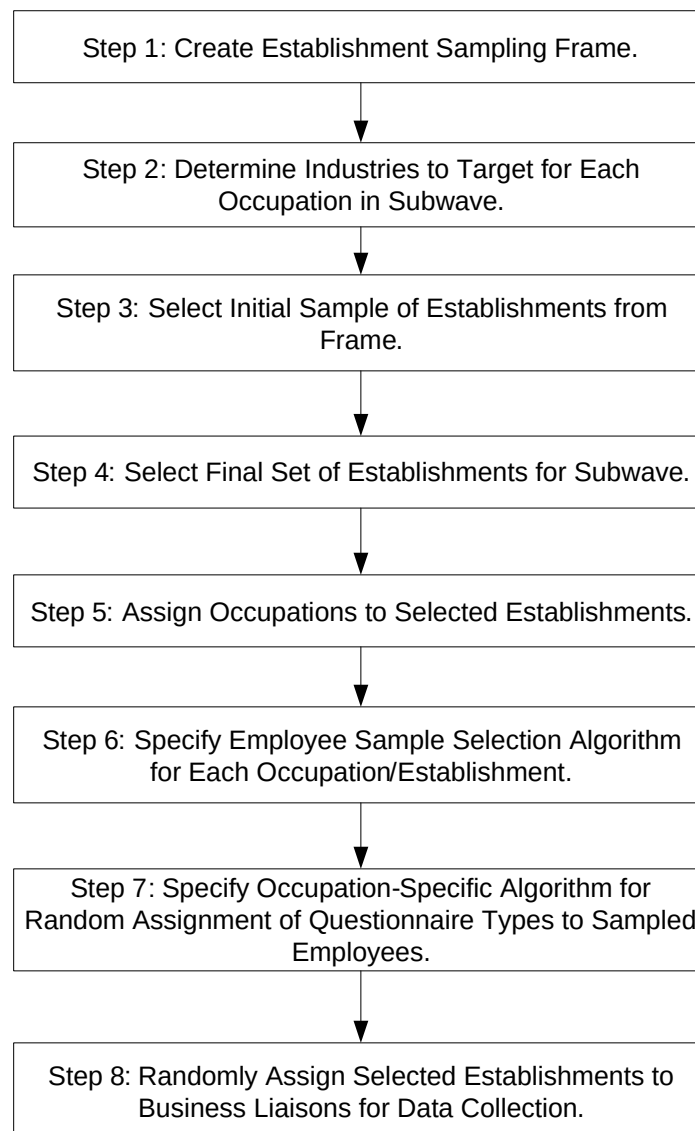 Step 1: Create Establishment Sampling Frame.
Step 2: Determine Industries to Target for Each
Occupation in Subwave.
Step 3: Select Initial Sample of Establishments from
Frame.
Step 4: Select Final Set of Establishments for Subwave.
Step 5: Assign Occupations to Selected Establishments.
Step 6: Specify Employee Sample Selection Algorithm
for Each Occupation/Establishment.
Step 7: Specify Occupation-Specific Algorithm for
Random Assignment of Questionnaire Types to Sampled
Employees.
Step 8: Randomly Assign Selected Establishments to
Business Liaisons for Data Collection.